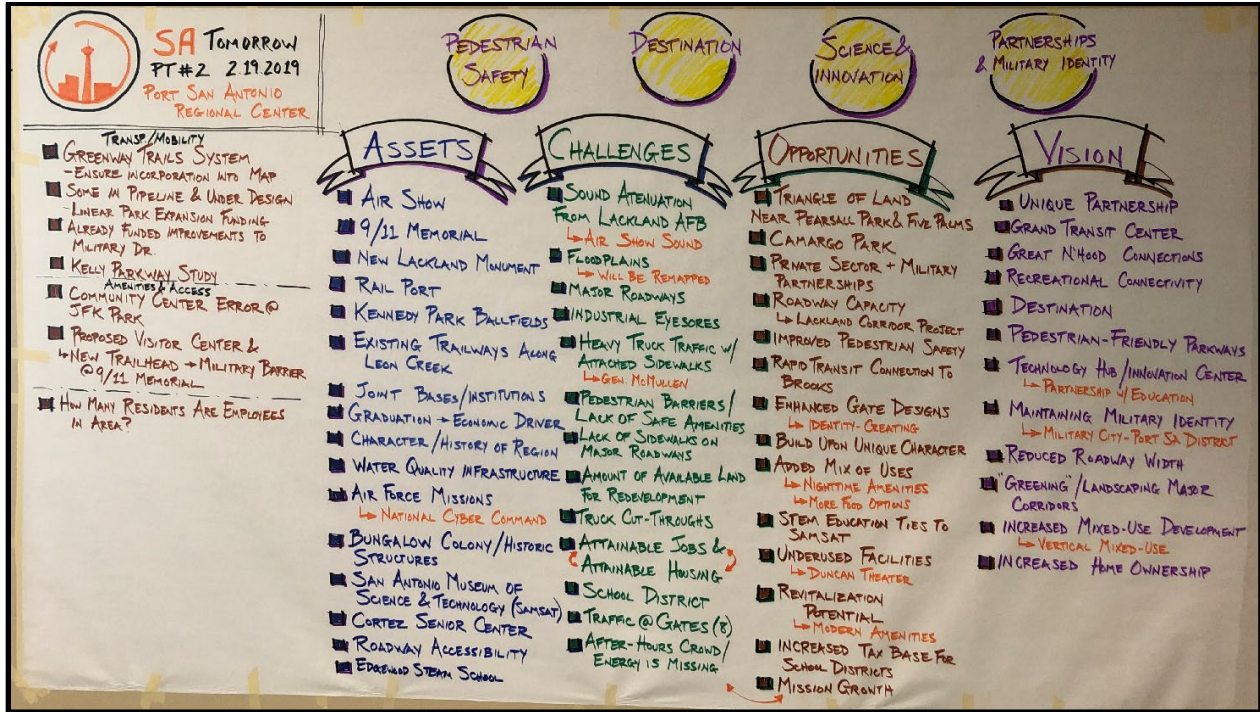 SA TOMORROW
PT #2 2.19.2019
PORT SAN ANTONIO
REGIONAL CENTER
PEDESTRIAN
SAFETY
DESTINATION
SCIENCE &
INNOVATION
PARTNERSHIPS
& MILITARY IDENTITY
TRANSP./MOBILITY
GREENWAY TRAILS SYSTEM
- ENSURE INCORPORATION INTO MAP
SOME IN PIPELINE & UNDER DESIGN
- LINEAR PARK EXPANSION FUNDING
ALREADY FUNDED IMPROVEMENTS TO
MILITARY DR.
KELLY PARKWAY STUDY
AMENITIES & ACCESS
COMMUNITY CENTER ERROR @
JFK PARK
PROPOSED VISITOR CENTER &
↳ NEW TRAILHEAD → MILITARY BARRIER
@ 9/11 MEMORIAL
HOW MANY RESIDENTS ARE EMPLOYEES
IN AREA?
ASSETS
AIR SHOW
9/11 MEMORIAL
NEW LACKLAND MONUMENT
RAIL PORT
KENNEDY PARK BALLFIELDS
EXISTING TRAILWAYS ALONG
LEON CREEK
JOINT BASES/INSTITUTIONS
GRADUATION → ECONOMIC DRIVER
CHARACTER/HISTORY OF REGION
WATER QUALITY INFRASTRUCTURE
AIR FORCE MISSIONS
↳ NATIONAL CYBER COMMAND
BUNGALOW COLONY/HISTORIC
STRUCTURES
SAN ANTONIO MUSEUM OF
SCIENCE & TECHNOLOGY (SAMSAT)
CORTEZ SENIOR CENTER
ROADWAY ACCESSIBILITY
EDGEWOOD STEAM SCHOOL
CHALLENGES
SOUND ATENUATION
FROM LACKLAND AFB
↳ AIR SHOW SOUND
FLOODPLAINS
↳ WILL BE REMAPPED
MAJOR ROADWAYS
INDUSTRIAL EYESORES
HEAVY TRUCK TRAFFIC W/
ATTACHED SIDEWALKS
↳ GEN. MCMULLEN
PEDESTRIAN BARRIERS/
LACK OF SAFE AMENITIES
LACK OF SIDEWALKS ON
MAJOR ROADWAYS
AMOUNT OF AVAILABLE LAND
FOR REDEVELOPMENT
TRUCK CUT-THROUGHS
ATTAINABLE JOBS &
ATTAINABLE HOUSING
SCHOOL DISTRICT
TRAFFIC @ GATES (8)
AFTER-HOURS CROWD/
ENERGY IS MISSING
OPPORTUNITIES
TRIANGLE OF LAND
NEAR PEARSALL PARK & FIVE PALMS
CAMARGO PARK
PRIVATE SECTOR + MILITARY
PARTNERSHIPS
ROADWAY CAPACITY
↳ LACKLAND CORRIDOR PROJECT
IMPROVED PEDESTRIAN SAFETY
RAPID TRANSIT CONNECTION TO
BROOKS
ENHANCED GATE DESIGNS
↳ IDENTITY-CREATING
BUILD UPON UNIQUE CHARACTER
ADDED MIX OF USES
↳ NIGHTTIME AMENITIES
↳ MORE FOOD OPTIONS
STEM EDUCATION TIES TO
SAMSAT
UNDERUSED FACILITIES
↳ DUNCAN THEATER
REVITALIZATION
POTENTIAL
↳ MODERN AMENITIES
INCREASED TAX BASE FOR
SCHOOL DISTRICTS
MISSION GROWTH
VISION
UNIQUE PARTNERSHIP
GRAND TRANSIT CENTER
GREAT N'HOOD CONNECTIONS
RECREATIONAL CONNECTIVITY
DESTINATION
PEDESTRIAN-FRIENDLY PARKWAYS
TECHNOLOGY HUB/INNOVATION CENTER
↳ PARTNERSHIP W/EDUCATION
MAINTAINING MILITARY IDENTITY
↳ MILITARY CITY-PORT SA DISTRICT
REDUCED ROADWAY WIDTH
"GREENING"/LANDSCAPING MAJOR
CORRIDORS
INCREASED MIXED-USE DEVELOPMENT
↳ VERTICAL MIXED-USE
INCREASED HOME OWNERSHIP